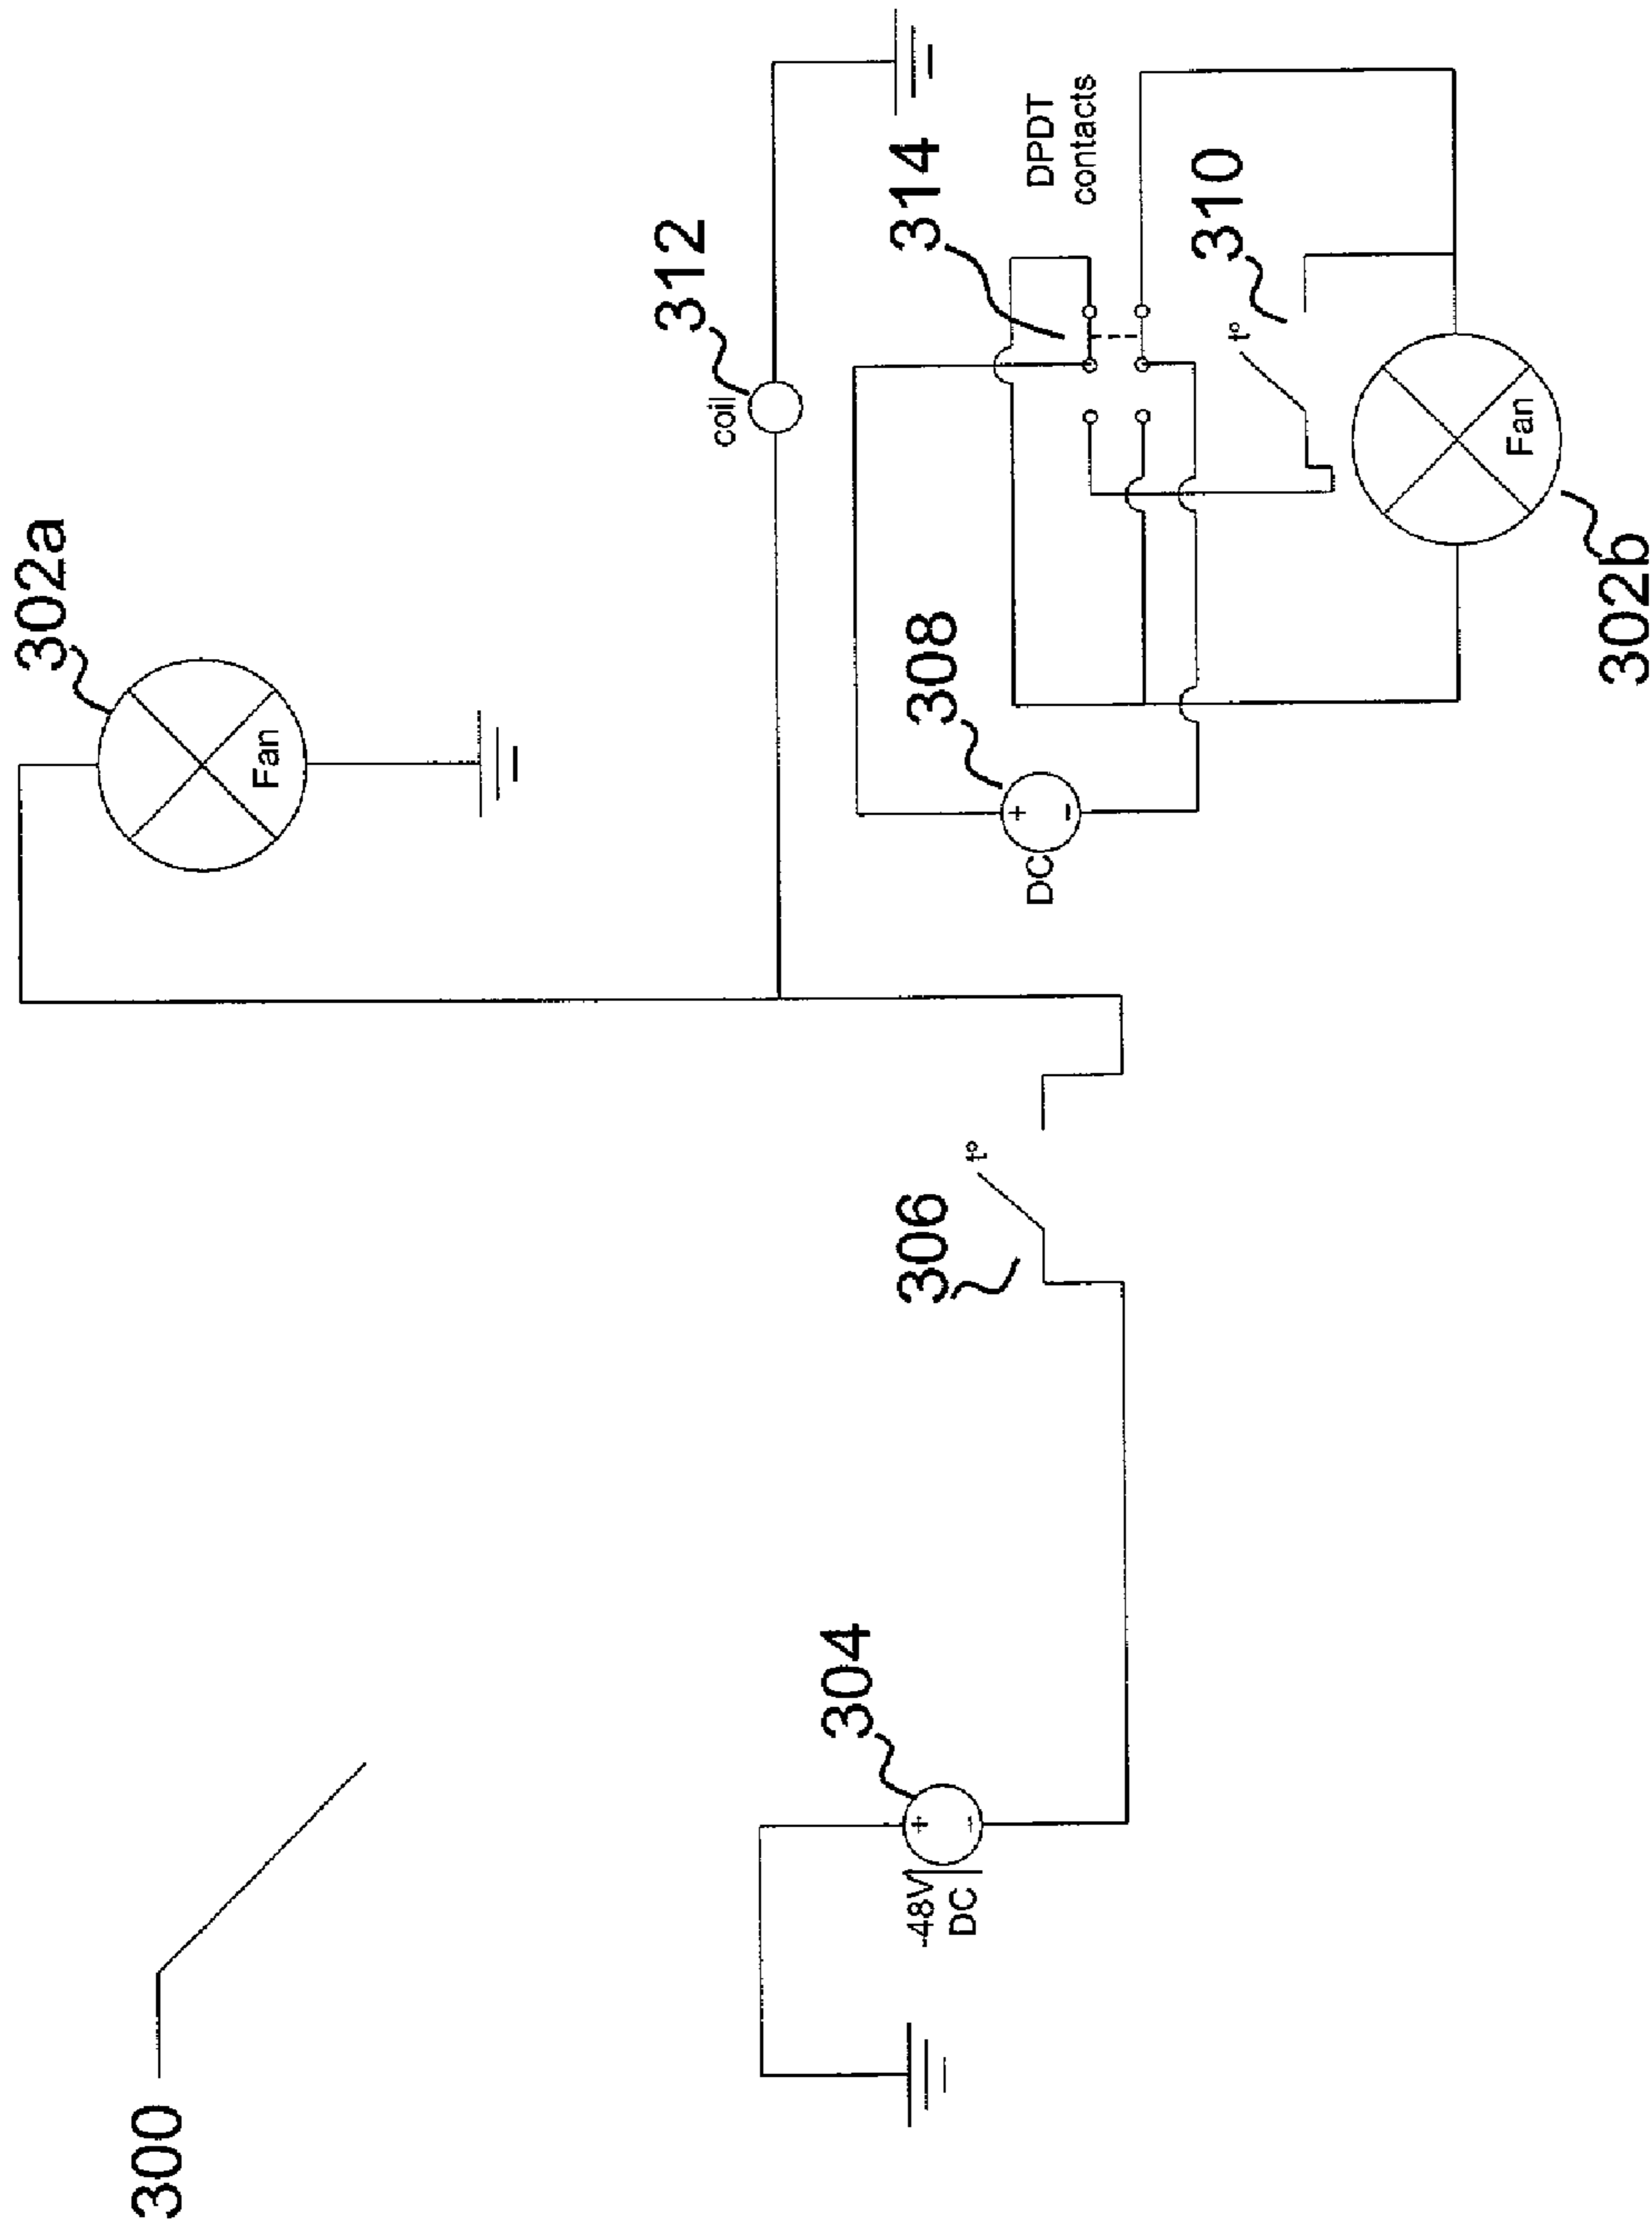 300
302a
Fan
312
coil
304
-48V
DC
306
t°
308
DC
314
DPDT
contacts
310
t°
Fan
302b
+
-
+
-